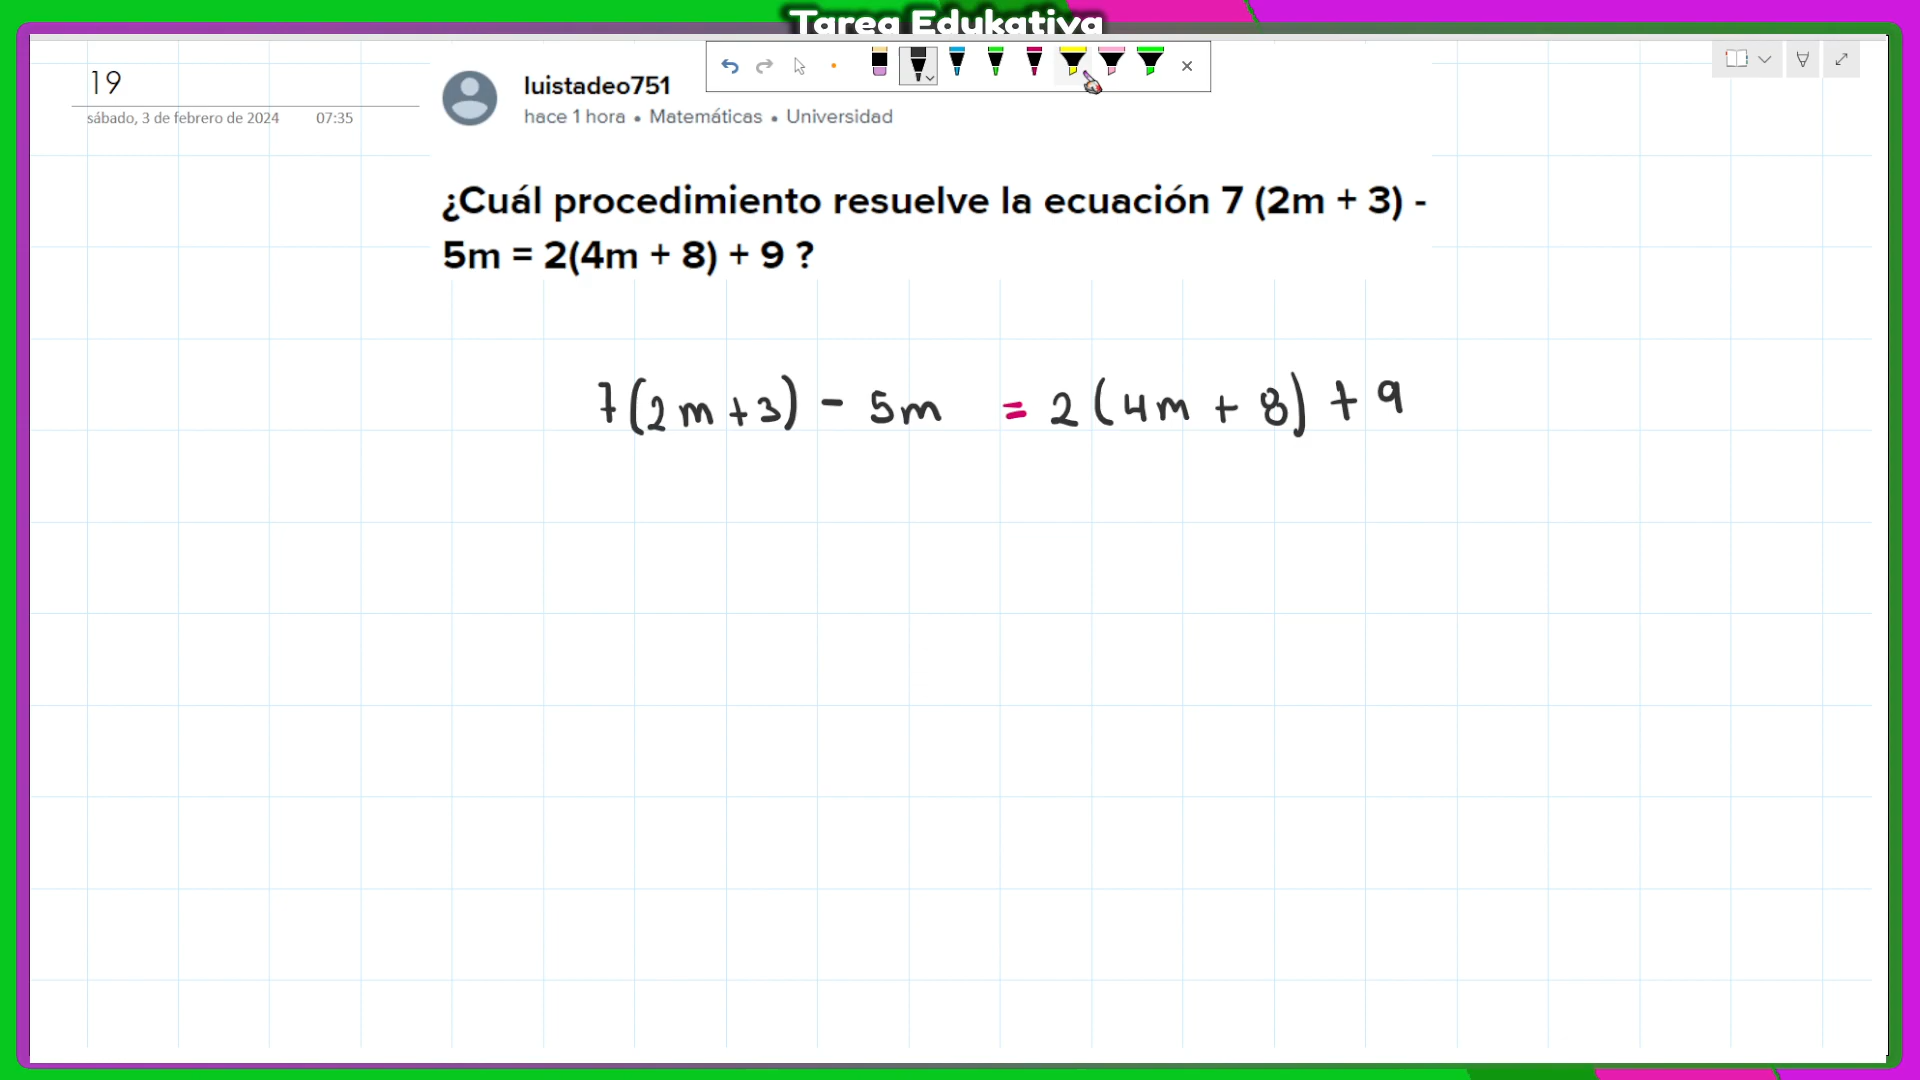 Tarea Edukativa
19
sábado, 3 de febrero de 2024 07:35
luistadeo751
hace 1 hora • Matemáticas • Universidad
¿Cuál procedimiento resuelve la ecuación 7 (2m + 3) -
5m = 2(4m + 8) + 9 ?
7(2m+3) - 5m = 2(4m + 8) + 9